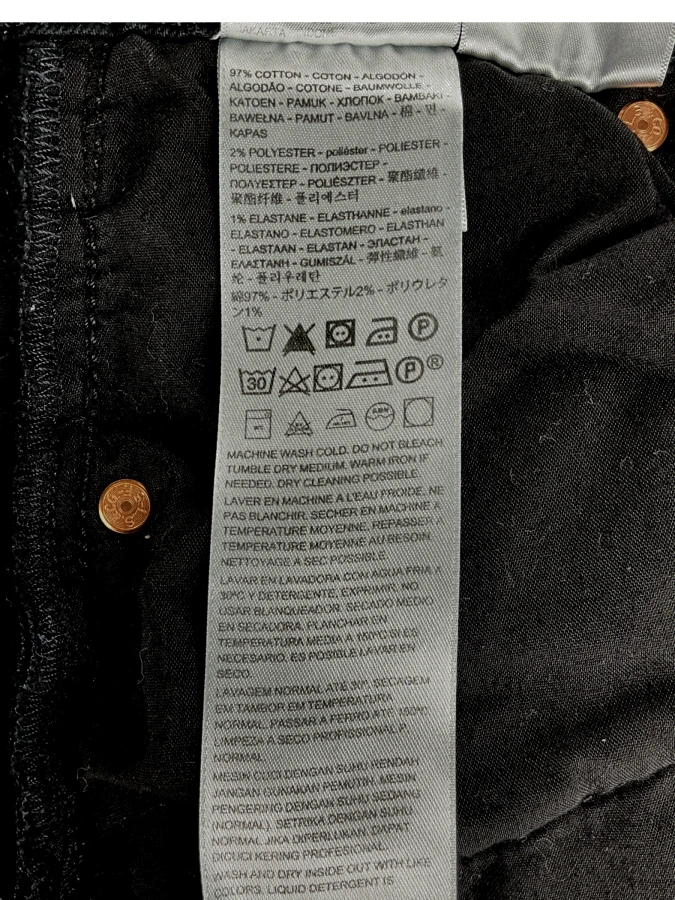 JAKARTA
97% COTTON - COTON - ALGODÓN -
ALGODÃO - COTONE - BAUMWOLLE -
KATOEN - PAMUK - ХЛОПОК - ΒΑΜΒΑΚΙ -
BAWEŁNA - PAMUT - BAVLNA - 棉 - 면 -
KAPAS
2% POLYESTER - poliéster - POLIESTER -
POLIESTERE - ПОЛИЭСТЕР -
ΠΟΛΥΕΣΤΕΡ - POLIÉSZTER - 聚酯纖維 -
聚酯纤维 - 폴리에스터
1% ELASTANE - ELASTHANNE - elastano -
ELASTANO - ELASTOMERO - ELASTHAN
- ELASTAAN - ELASTAN - ЭЛАСТАН -
ΕΛΑΣΤΑΝΗ - GUMISZÁL - 彈性纖維 - 氨
纶 - 폴리우레탄
綿97% - ポリエステル2% - ポリウレタ
ン1%
P
30 P ®
MACHINE WASH COLD. DO NOT BLEACH.
TUMBLE DRY MEDIUM. WARM IRON IF
NEEDED. DRY CLEANING POSSIBLE.
LAVER EN MACHINE A L'EAU FROIDE. NE
PAS BLANCHIR. SECHER EN MACHINE A
TEMPERATURE MOYENNE. REPASSER A
TEMPERATURE MOYENNE AU BESOIN.
NETTOYAGE A SEC POSSIBLE.
LAVAR EN LAVADORA CON AGUA FRIA A
30ºC Y DETERGENTE. EXPRIMIR. NO
USAR BLANQUEADOR. SECADO MEDIO
EN SECADORA. PLANCHAR EN
TEMPERATURA MEDIA A 150ºC SI ES
NECESARIO. ES POSIBLE LAVAR EN
SECO.
LAVAGEM NORMAL ATÉ 30º. SECAGEM
EM TAMBOR EM TEMPERATURA
NORMAL. PASSAR A FERRO ATÉ 150ºC
LIMPEZA A SECO PROFISSIONAL P
NORMAL.
MESIN CUCI DENGAN SUHU RENDAH
JANGAN GUNAKAN PEMUTIH. MESIN
PENGERING DENGAN SUHU SEDANG
(NORMAL). SETRIKA DENGAN SUHU
NORMAL JIKA DIPERLUKAN. DAPAT
DICUCI KERING PROFESIONAL.
WASH AND DRY INSIDE OUT WITH LIKE
COLORS. LIQUID DETERGENT IS